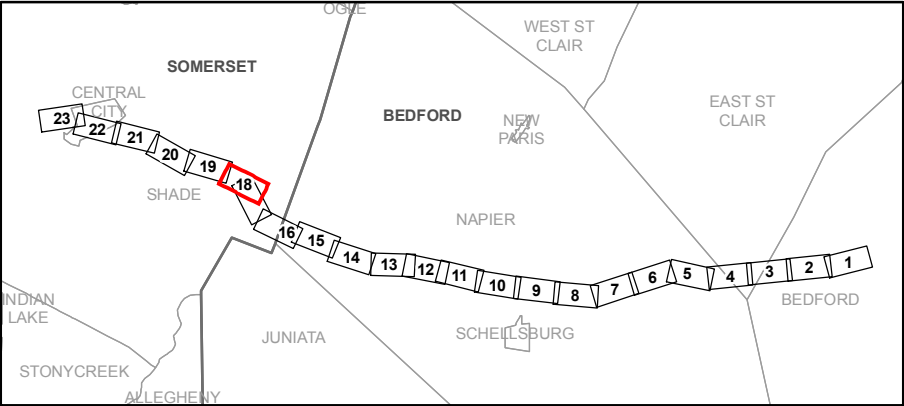 OGLE
WEST ST
CLAIR
SOMERSET
CENTRAL
CITY
BEDFORD
NEW
PARIS
EAST ST
CLAIR
23
22
21
20
19
18
SHADE
NAPIER
16
15
14
13
12
11
10
9
8
7
6
5
4
3
2
1
INDIAN
LAKE
BEDFORD
JUNIATA
SCHELLSBURG
STONYCREEK
ALLEGHENY